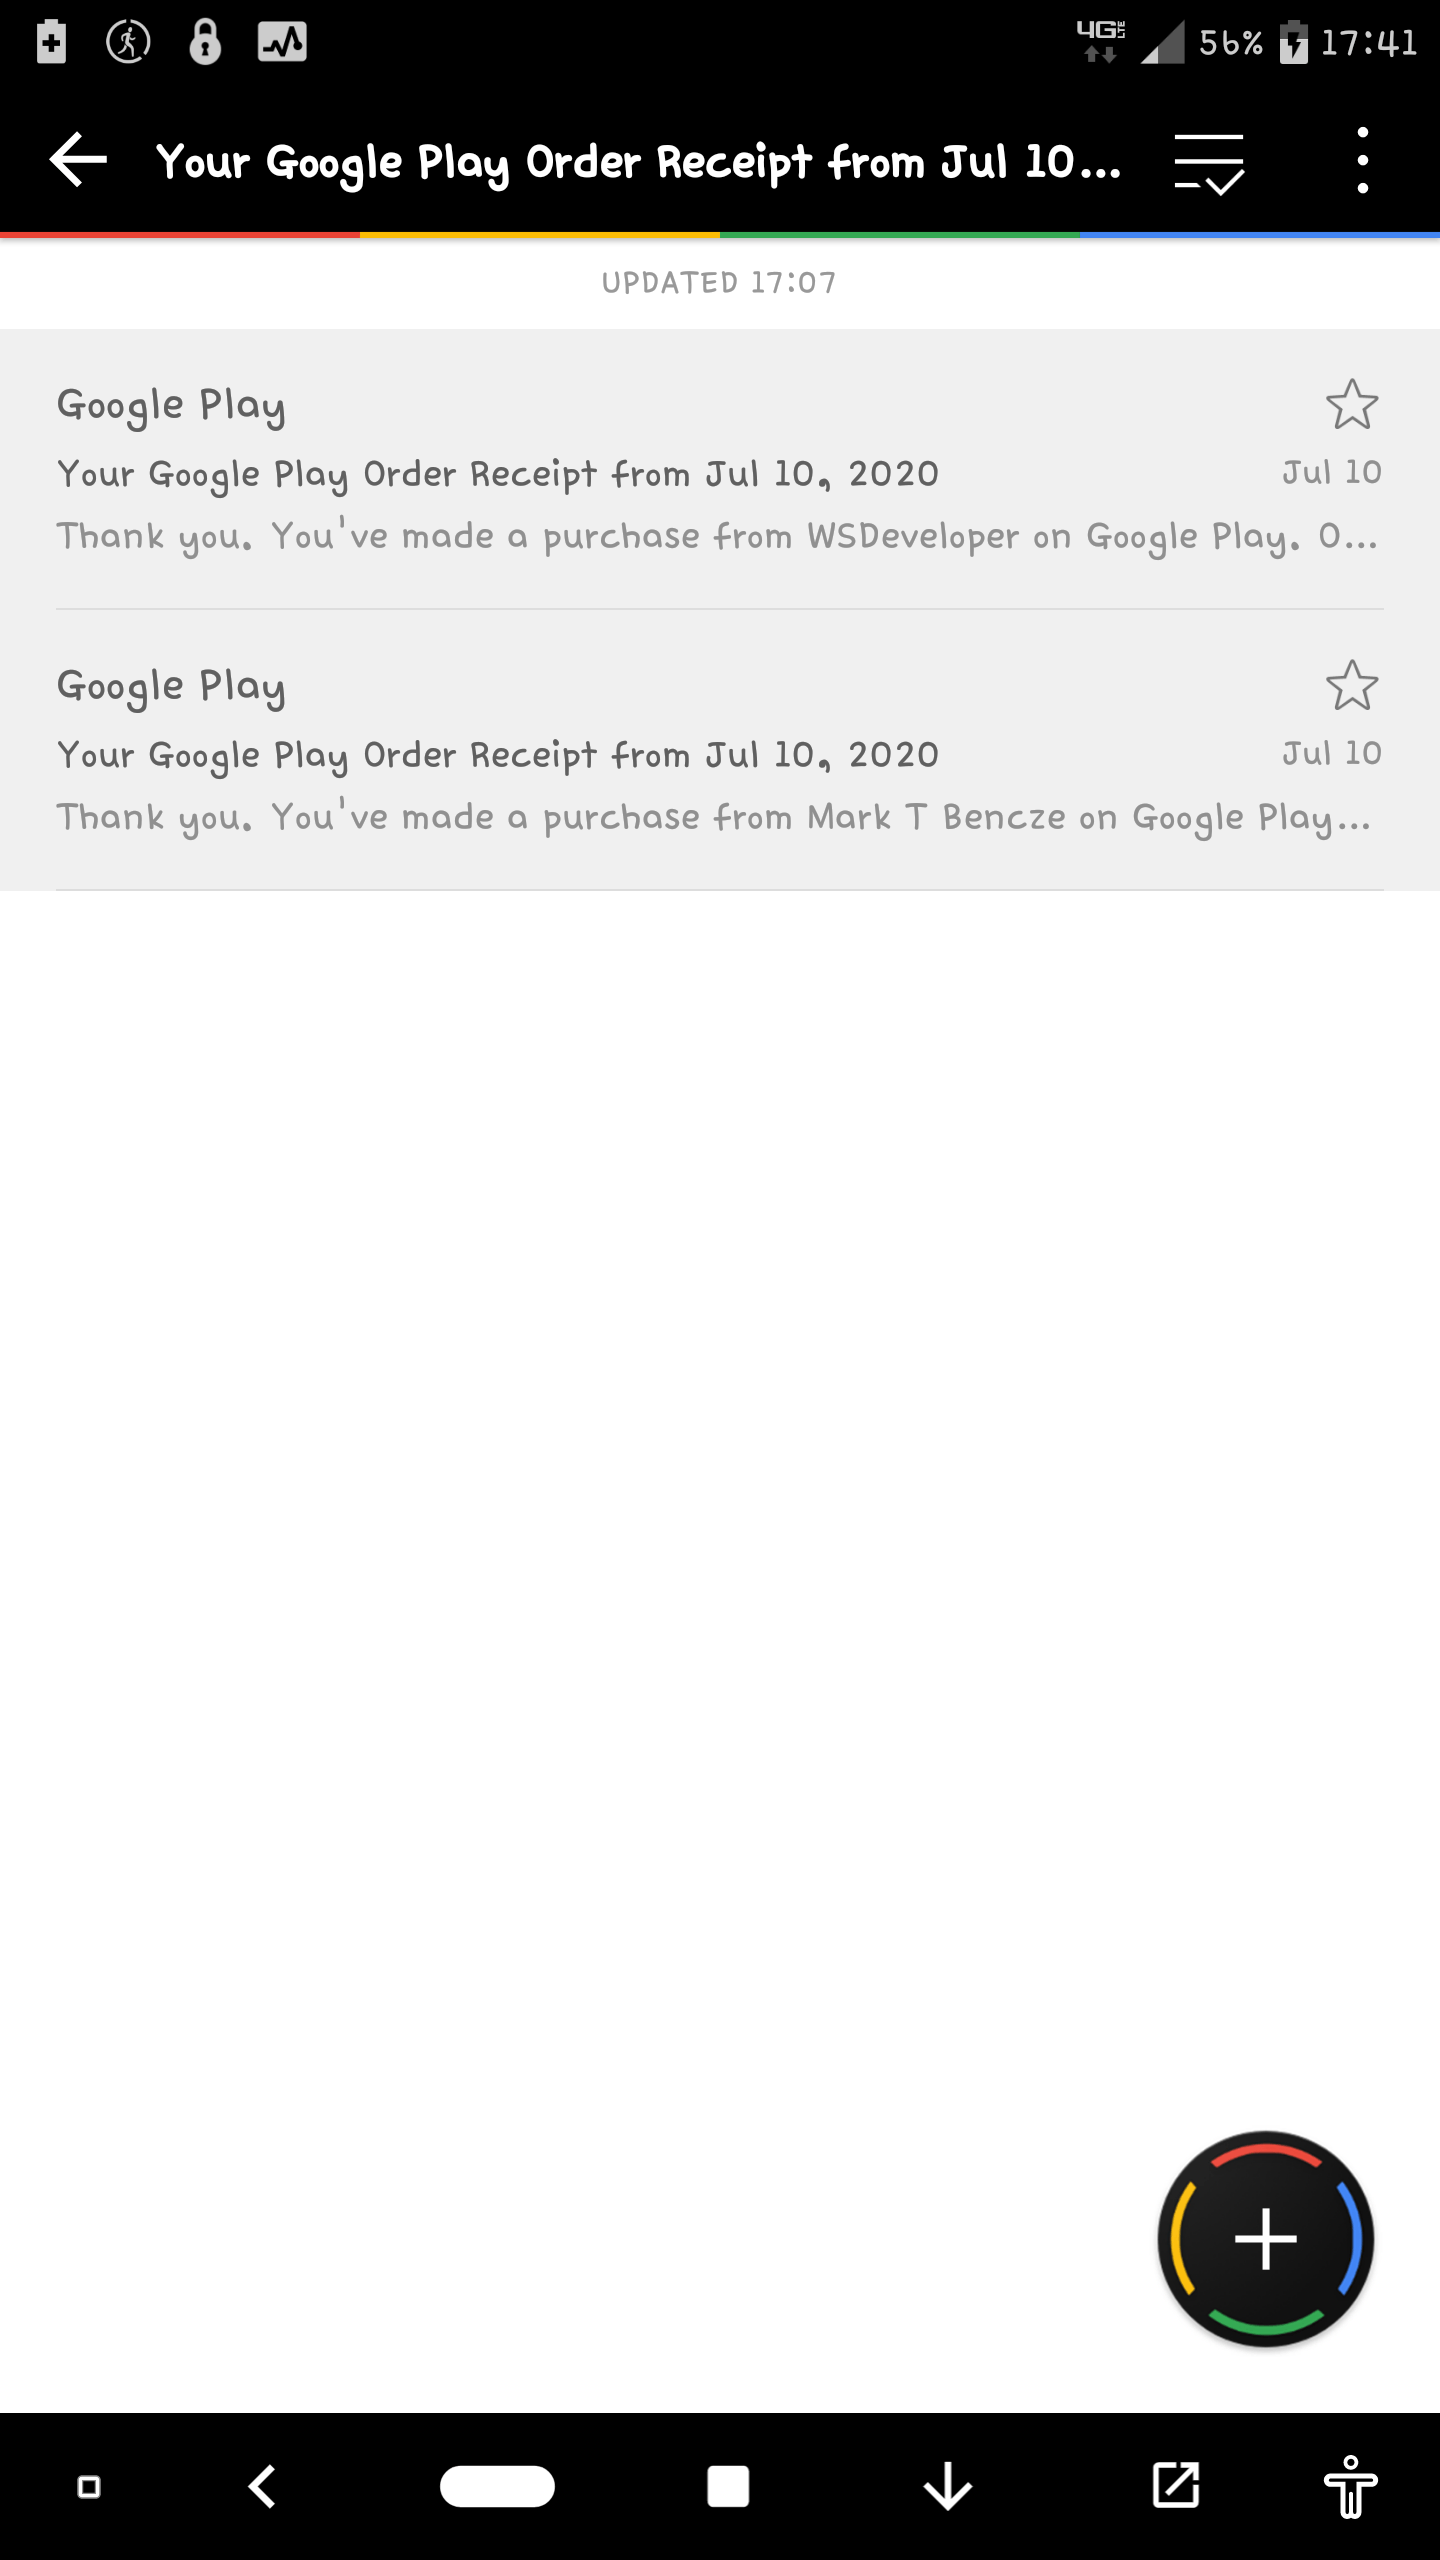 4G LTE 56% 17:41
Your Google Play Order Receipt from Jul 10...
UPDATED 17:07
Google Play
Your Google Play Order Receipt from Jul 10, 2020 Jul 10
Thank you. You've made a purchase from WSDeveloper on Google Play. O...
Google Play
Your Google Play Order Receipt from Jul 10, 2020 Jul 10
Thank you. You've made a purchase from Mark T Bencze on Google Play...